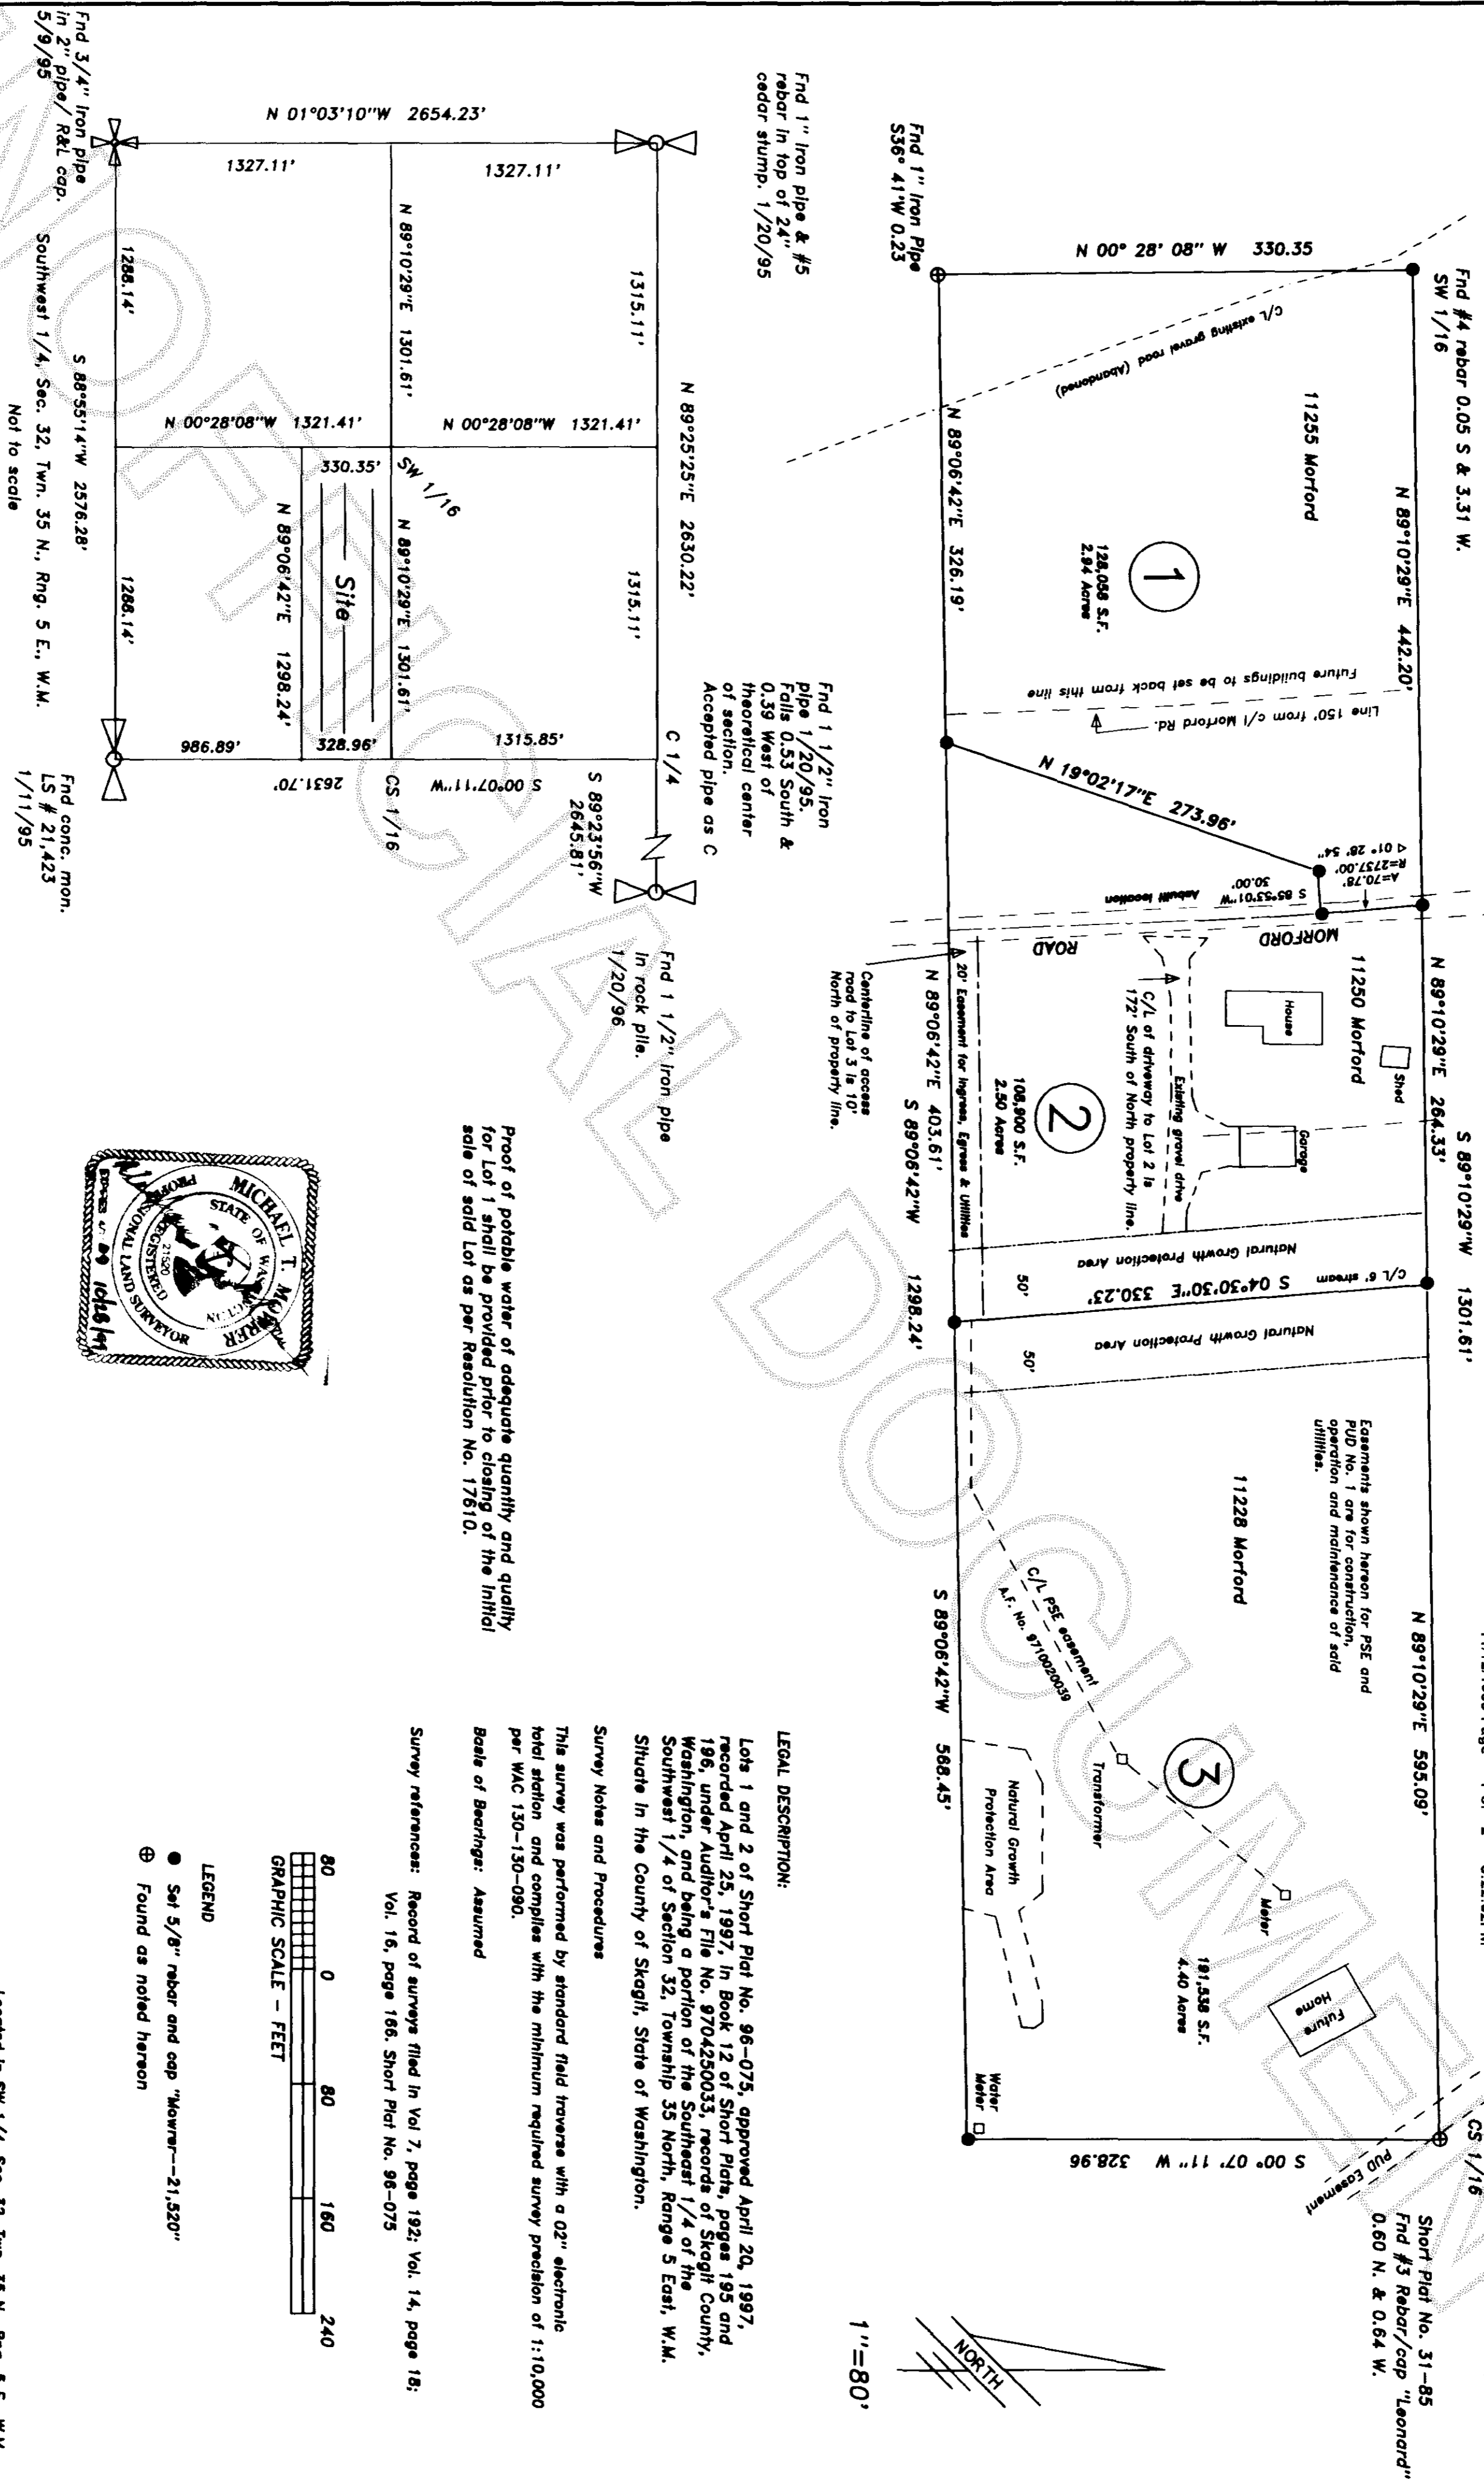 Fnd #4 rebar 0.05 S & 3.31 W.
SW 1/16
N 89°10'29"E 442.20'
N 89°10'29"E 264.33'
S 89°10'29"W 1301.61'
N 89°10'29"E 595.09'
CS 1/16
Short Plat No. 31-85
Fnd #3 Rebar/cap "Leonard"
0.60 N. & 0.64 W.
PUD Easement
N 00° 28' 08" W 330.35
C/L existing gravel road (Abandoned)
11255 Morford
1
128,058 S.F.
2.94 Acres
Future buildings to be set back from this line
Line 150' from c/l Morford Rd.
N 19°02'17"E 273.96'
A=70.78'
R=2737.00'
Δ 01° 28' 54"
S 85°53'01"W
30.00'
Asbuilt location
MORFORD
ROAD
11250 Morford
House
Shed
Garage
Existing gravel drive
C/L of driveway to Lot 2 is
172' South of North property line.
2
108,900 S.F.
2.50 Acres
20' Easement for Ingress, Egress & Utilities
Natural Growth Protection Area
C/L 6' stream
S 04°30'30"E 330.23'
Natural Growth Protection Area
50'
50'
Easements shown hereon for PSE and
PUD No. 1 are for construction,
operation and maintenance of said
utilities.
11228 Morford
C/L PSE easement
A.F. No. 9710020039
3
Transformer
Meter
191,538 S.F.
4.40 Acres
Future
Home
Natural Growth
Protection Area
Water
Meter
S 00° 07' 11" W 328.96
Fnd 1" Iron Pipe
S36° 41"W 0.23
N 89°06'42"E 326.19'
N 89°06'42"E 403.61'
S 89°06'42"W 1298.24'
S 89°06'42"W 568.45'
Centerline of access
road to Lot 3 is 10'
North of property line.
1"=80'
NORTH
Fnd 1" iron pipe & #5
rebar in top of 24"
cedar stump. 1/20/95
Fnd 1 1/2" iron
pipe 1/20/95.
Falls 0.53 South &
0.39 West of
theoretical center
of section.
Accepted pipe as C
C 1/4
N 89°25'25"E 2630.22'
1315.11'
1315.11'
S 89°23'56"W
2645.81'
Fnd 1 1/2" iron pipe
in rock pile.
1/20/96
N 01°03'10"W 2654.23'
1327.11'
1327.11'
N 89°10'29"E 1301.61'
N 00°28'08"W 1321.41'
N 00°28'08"W 1321.41'
SW 1/16
N 89°10'29"E 1301.61'
330.35'
Site
328.96'
N 89°06'42"E 1298.24'
1315.85'
CS 1/16
S 00°07'11"W
2631.70'
986.89'
1288.14'
1288.14'
S 88°55'14"W 2576.28'
Fnd 3/4" iron pipe
in 2" pipe/ R&L cap.
5/9/95
Southwest 1/4, Sec. 32, Twn. 35 N., Rng. 5 E., W.M.
Not to scale
Fnd conc. mon.
LS # 21,423
1/11/95
Proof of potable water of adequate quantity and quality
for Lot 1 shall be provided prior to closing of the initial
sale of said Lot as per Resolution No. 17610.
MICHAEL T. MOWRER
STATE OF WASHINGTON
21520
REGISTERED
PROFESSIONAL LAND SURVEYOR
LEGAL DESCRIPTION:
Lots 1 and 2 of Short Plat No. 96-075, approved April 20, 1997,
recorded April 25, 1997, in Book 12 of Short Plats, pages 195 and
196, under Auditor's File No. 9704250033, records of Skagit County,
Washington, and being a portion of the Southeast 1/4 of the
Southwest 1/4 of Section 32, Township 35 North, Range 5 East, W.M.
Situate in the County of Skagit, State of Washington.
Survey Notes and Procedures
This survey was performed by standard field traverse with a 02" electronic
total station and complies with the minimum required survey precision of 1:10,000
per WAC 130-130-090.
Basis of Bearings: Assumed
Survey references: Record of surveys filed in Vol 7, page 192; Vol. 14, page 18;
Vol. 16, page 166. Short Plat No. 96-075
80 0 80 160 240
GRAPHIC SCALE - FEET
LEGEND
Set 5/8" rebar and cap "Mowrer--21,520"
Found as noted hereon
UNOFFICIAL DOCUMENT